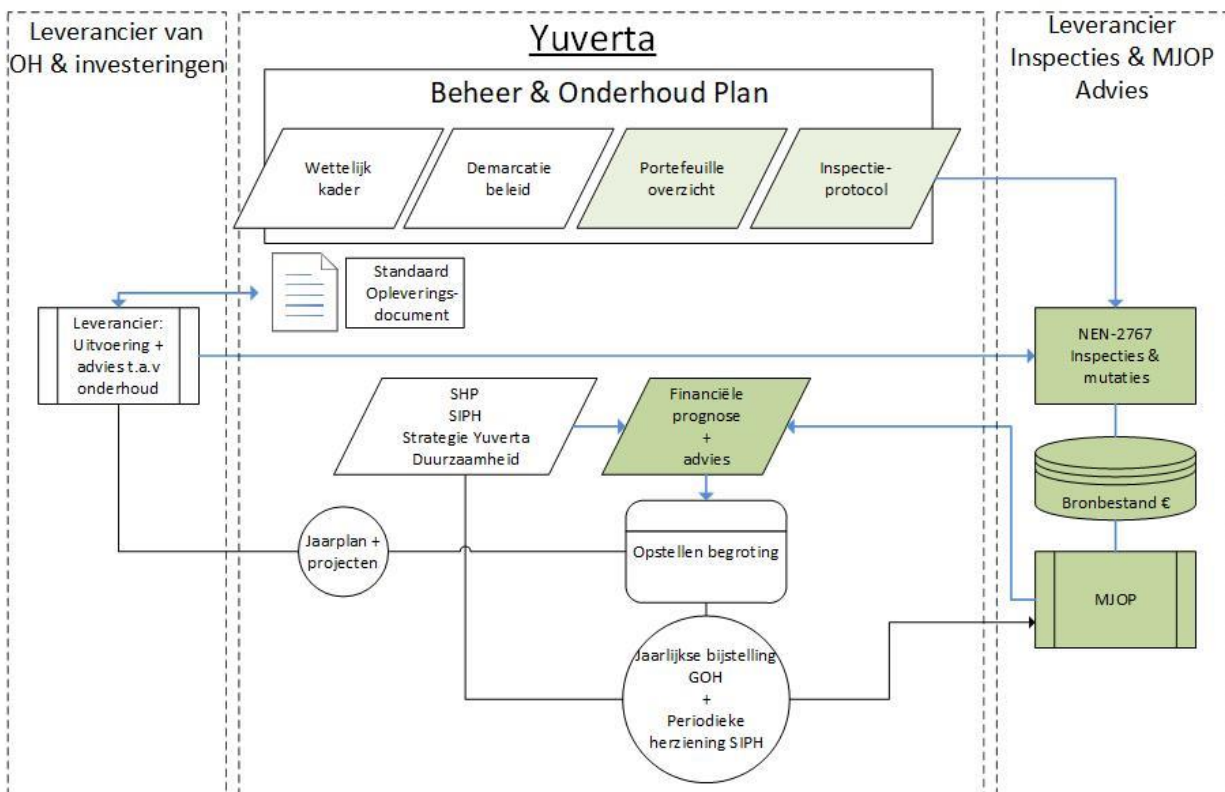 Leverancier van
OH & investeringen
Yuverta
Leverancier
Inspecties & MJOP
Advies
Beheer & Onderhoud Plan
Wettelijk
kader
Demarcatie
beleid
Portefeuille
overzicht
Inspectie-
protocol
Standaard
Opleverings-
document
Leverancier:
Uitvoering +
advies t.a.v
onderhoud
NEN-2767
Inspecties &
mutaties
SHP
SIPH
Strategie Yuverta
Duurzaamheid
Financiële
prognose
+
advies
Bronbestand €
Jaarplan +
projecten
Opstellen begroting
MJOP
Jaarlijkse bijstelling
GOH
+
Periodieke
herziening SIPH